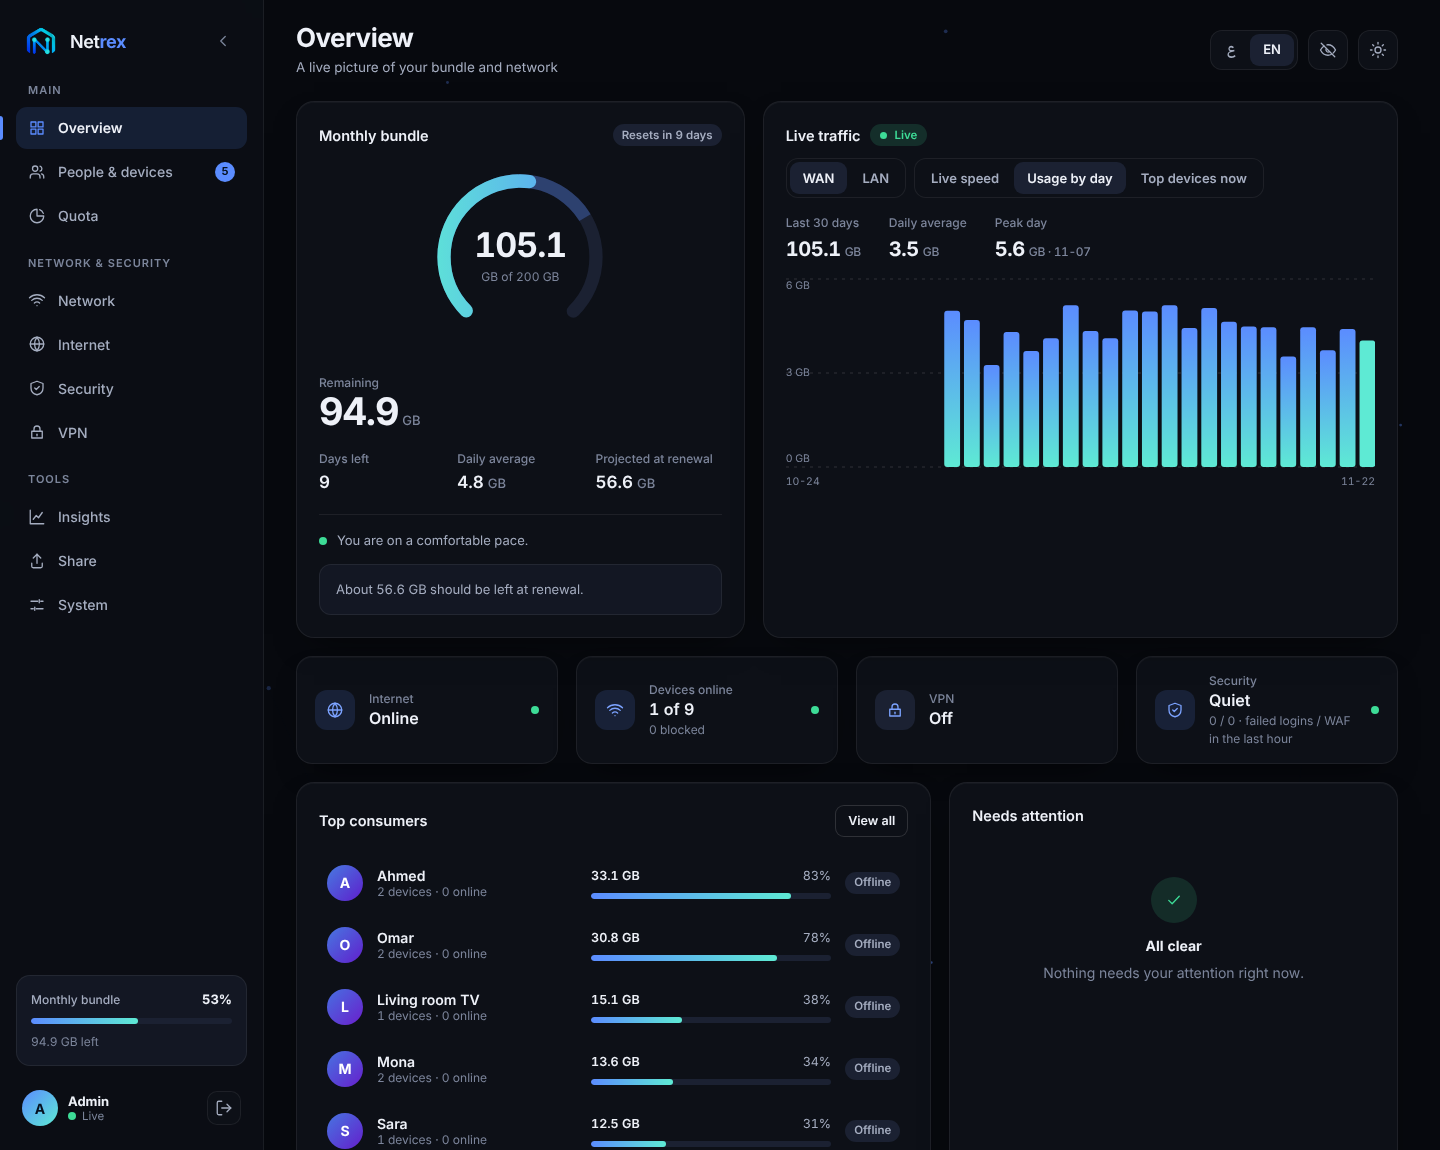 Netrex
MAIN
Overview
People & devices 5
Quota
NETWORK & SECURITY
Network
Internet
Security
VPN
TOOLS
Insights
Share
System
Monthly bundle 53%
94.9 GB left
A Admin
Live
Overview
A live picture of your bundle and network
ع EN
Monthly bundle Resets in 9 days
105.1
GB of 200 GB
Remaining
94.9 GB
Days left Daily average Projected at renewal
9 4.8 GB 56.6 GB
You are on a comfortable pace.
About 56.6 GB should be left at renewal.
Live traffic Live
WAN LAN Live speed Usage by day Top devices now
Last 30 days Daily average Peak day
105.1 GB 3.5 GB 5.6 GB · 11-07
6 GB
3 GB
0 GB
10-24 11-22
Internet
Online
Devices online
1 of 9
0 blocked
VPN
Off
Security
Quiet
0 / 0 · failed logins / WAF
in the last hour
Top consumers View all
A Ahmed 33.1 GB 83% Offline
2 devices · 0 online
O Omar 30.8 GB 78% Offline
2 devices · 0 online
L Living room TV 15.1 GB 38% Offline
1 devices · 0 online
M Mona 13.6 GB 34% Offline
2 devices · 0 online
S Sara 12.5 GB 31% Offline
1 devices · 0 online
Needs attention
All clear
Nothing needs your attention right now.